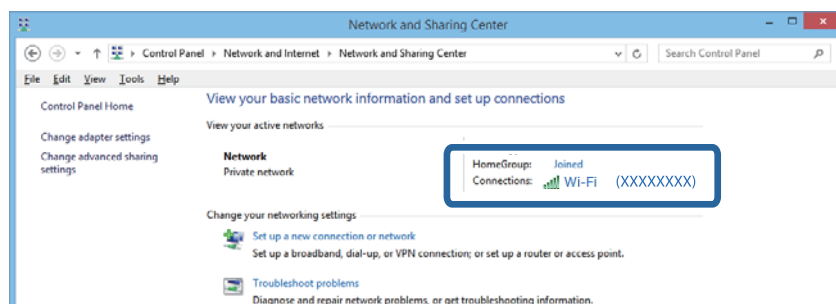 Network and Sharing Center
Control Panel Network and Internet Network and Sharing Center Search Control Panel
File Edit View Tools Help
Control Panel Home
Change adapter settings
Change advanced sharing
settings
View your basic network information and set up connections
View your active networks
Network
Private network
HomeGroup: Joined
Connections: Wi-Fi (XXXXXXXX)
Change your networking settings
Set up a new connection or network
Set up a broadband, dial-up, or VPN connection; or set up a router or access point.
Troubleshoot problems
Diagnose and repair network problems, or get troubleshooting information.